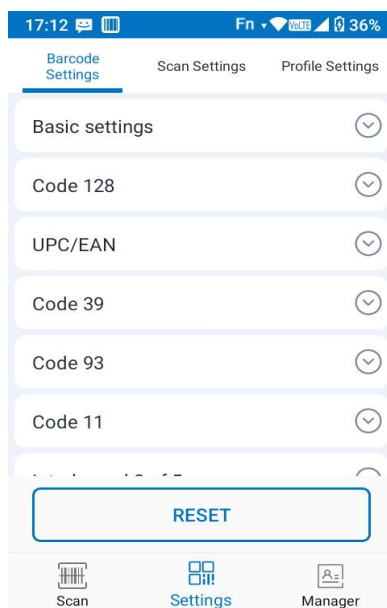 17:12 Fn VoLTE 36%
Barcode
Settings
Scan Settings
Profile Settings
Basic settings
Code 128
UPC/EAN
Code 39
Code 93
Code 11
RESET
Scan
Settings
Manager